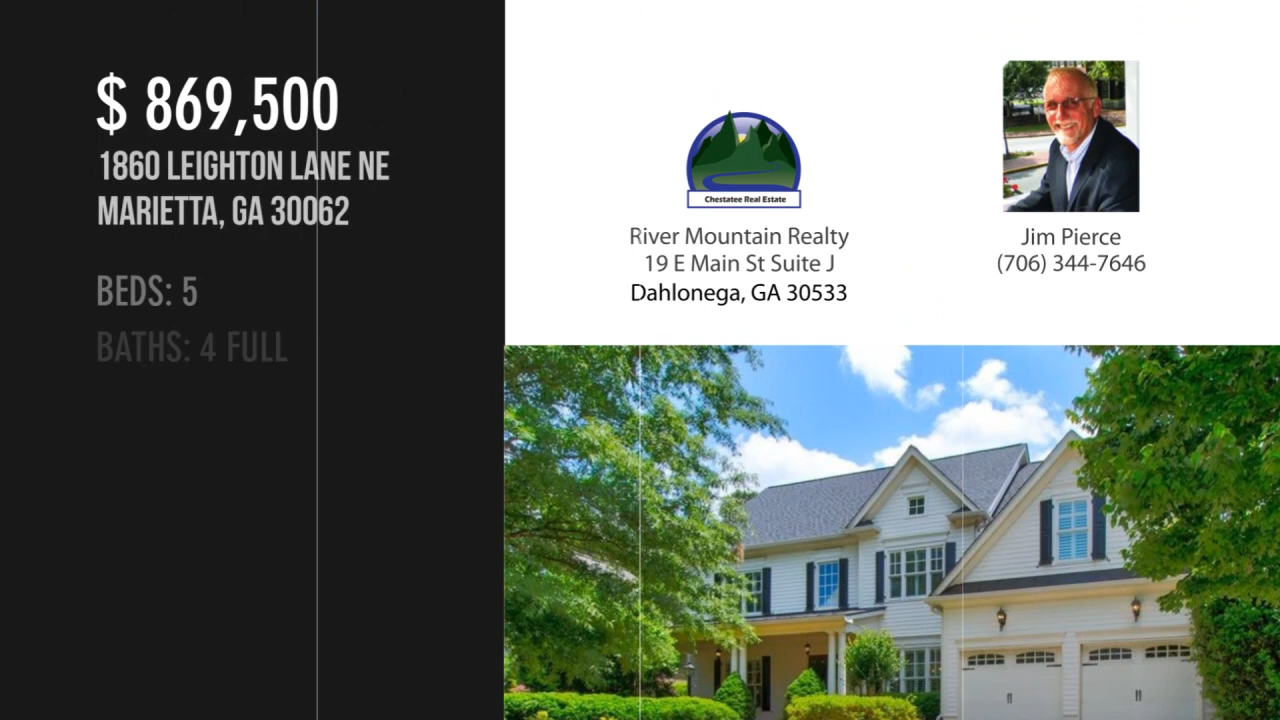 $ 869,500
1860 LEIGHTON LANE NE
MARIETTA, GA 30062
BEDS: 5
BATHS: 4 FULL
Chestatee Real Estate
River Mountain Realty
19 E Main St Suite J
Dahlonega, GA 30533
Jim Pierce
(706) 344-7646